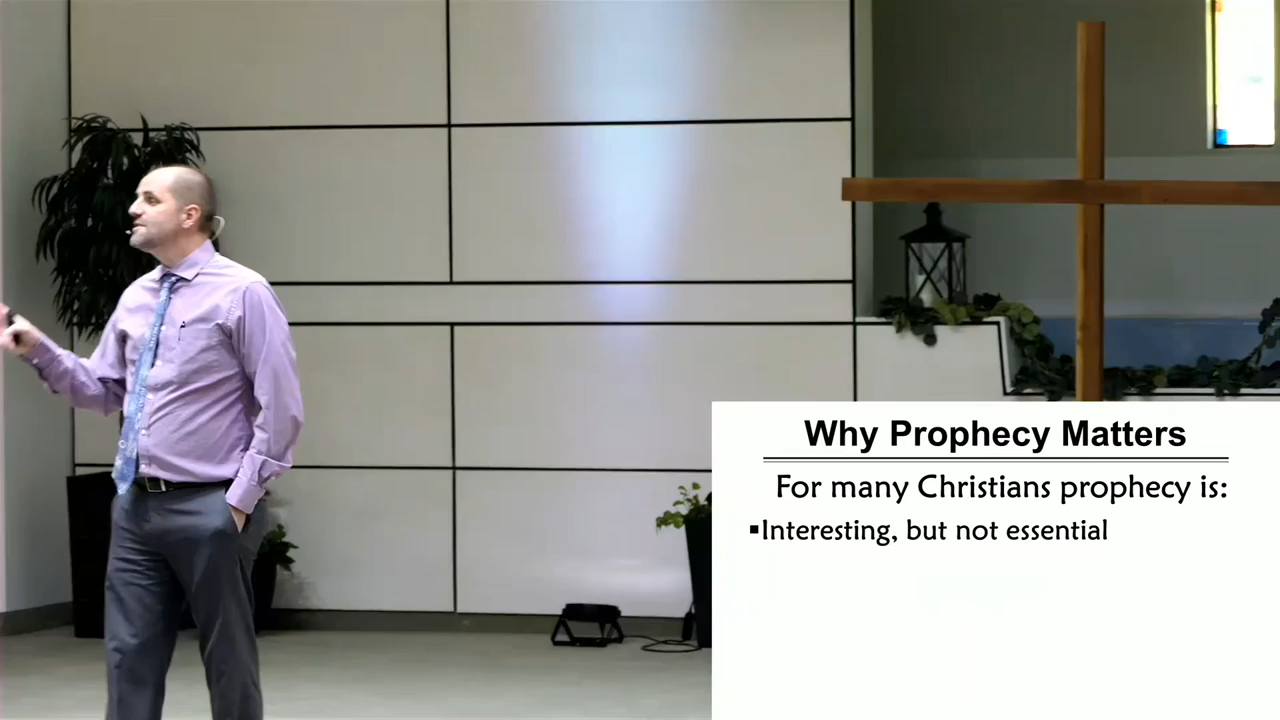 Why Prophecy Matters
For many Christians prophecy is:
▪Interesting, but not essential